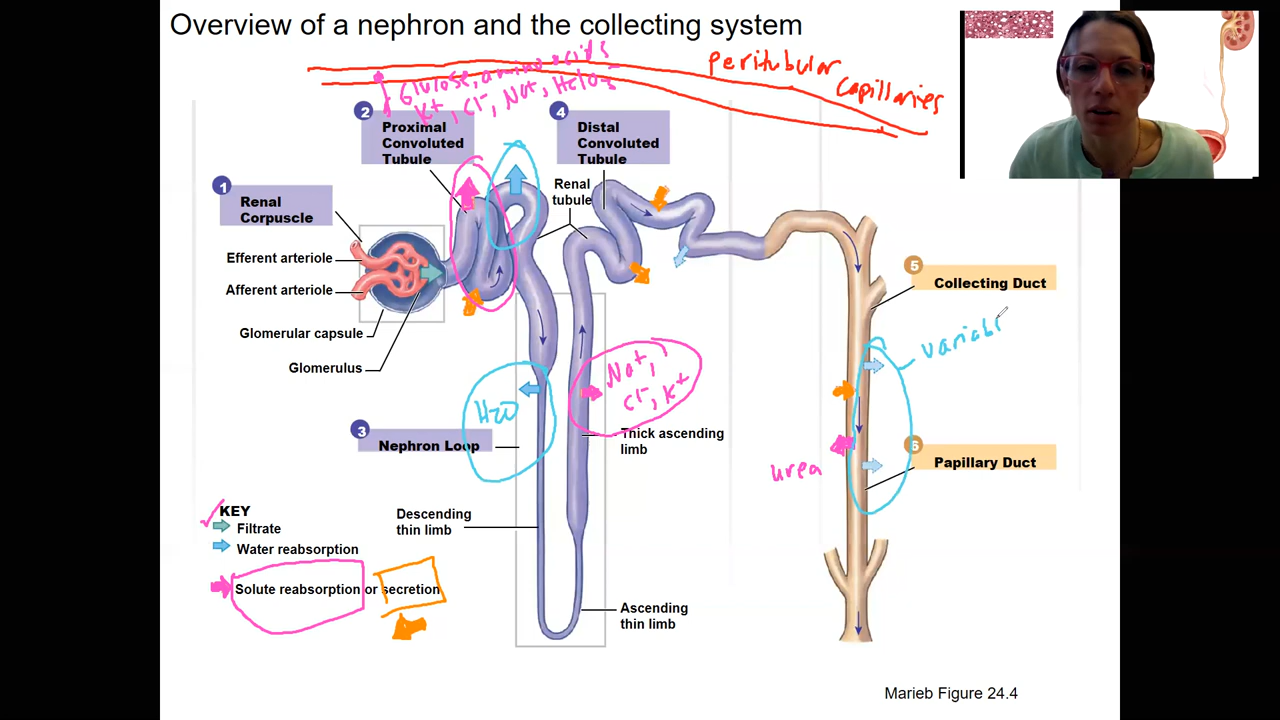 Overview of a nephron and the collecting system
Peritubular
Capillaries
Glucose, amino acids
K+, Cl-, Na+,
2
Proximal
Convoluted
Tubule
4
Distal
Convoluted
Tubule
1
Renal
Corpuscle
Renal
tubule
Efferent arteriole
Afferent arteriole
Glomerular capsule
Glomerulus
5
Collecting Duct
variabl
Na+,
Cl-, K+
H2O
3
Nephron Loop
Thick ascending
limb
6
Papillary Duct
urea
KEY
Filtrate
Water reabsorption
Solute reabsorption or secretion
Descending
thin limb
Ascending
thin limb
Marieb Figure 24.4